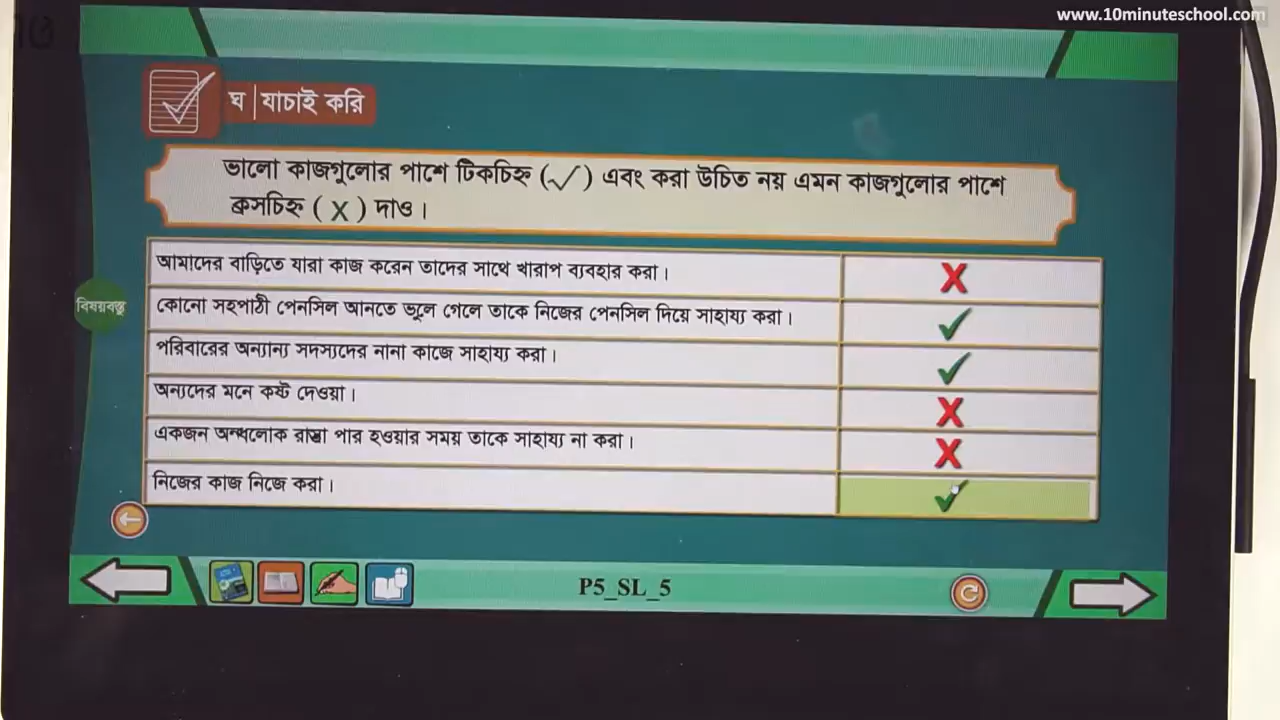 www.10minuteschool.com
ঘ | যাচাই করি
ভালো কাজগুলোর পাশে টিকচিহ্ন (✓) এবং করা উচিত নয় এমন কাজগুলোর পাশে
ক্রসচিহ্ন ( X ) দাও।
আমাদের বাড়িতে যারা কাজ করেন তাদের সাথে খারাপ ব্যবহার করা। X
কোনো সহপাঠী পেনসিল আনতে ভুলে গেলে তাকে নিজের পেনসিল দিয়ে সাহায্য করা। ✓
বিষয়বস্তু
পরিবারের অন্যান্য সদস্যদের নানা কাজে সাহায্য করা। ✓
অন্যদের মনে কষ্ট দেওয়া। X
একজন অন্ধলোক রাস্তা পার হওয়ার সময় তাকে সাহায্য না করা। X
নিজের কাজ নিজে করা। ✓
P5_SL_5